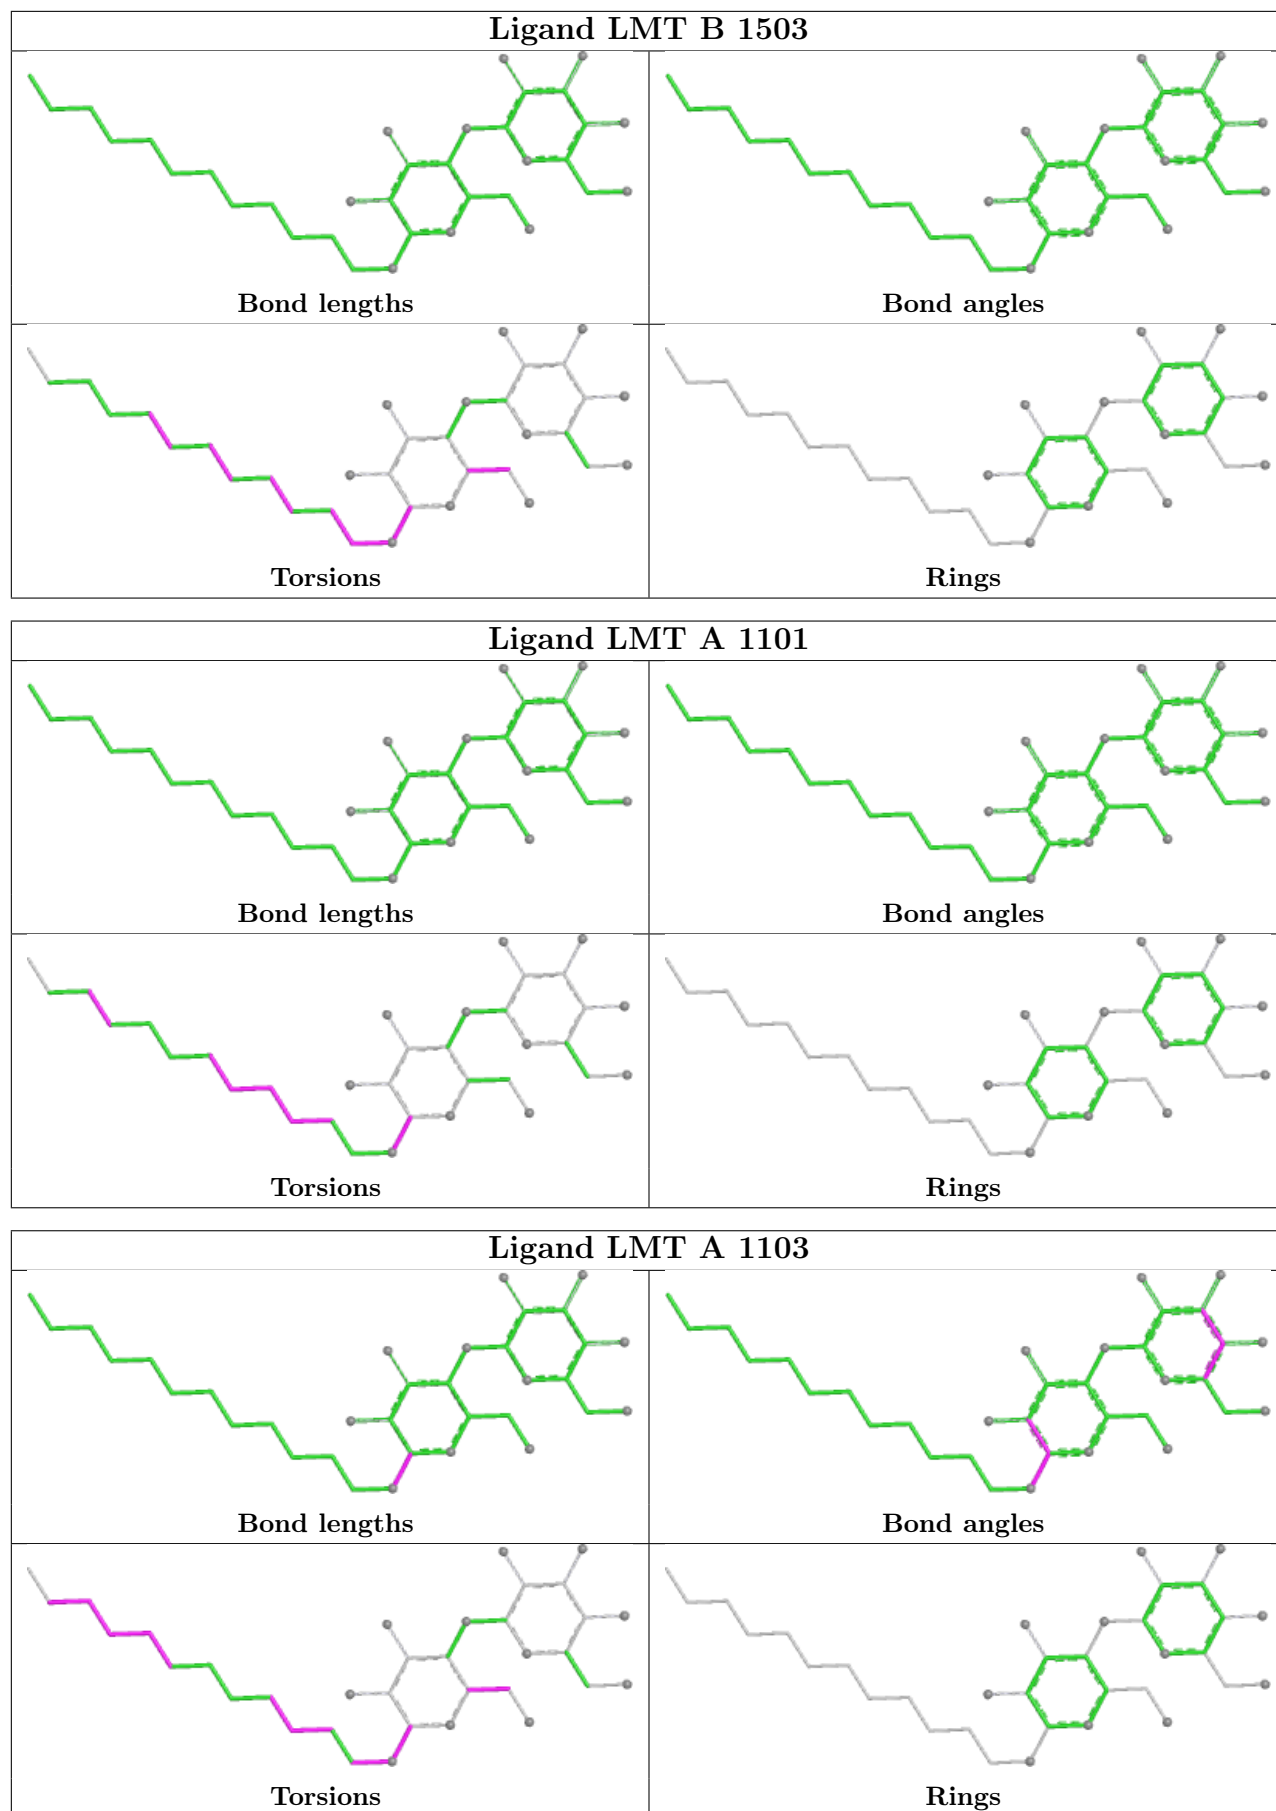 Ligand LMT B 1503
Bond lengths
Bond angles
Torsions
Rings
Ligand LMT A 1101
Bond lengths
Bond angles
Torsions
Rings
Ligand LMT A 1103
Bond lengths
Bond angles
Torsions
Rings